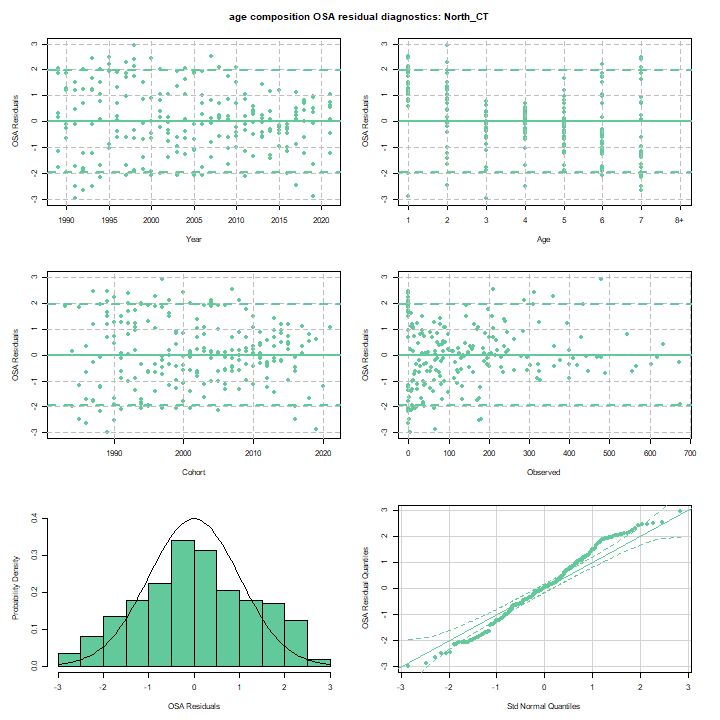 age composition OSA residual diagnostics: North_CT
OSA Residuals
3
2
1
0
-1
-2
-3
1990 1995 2000 2005 2010 2015 2020
Year
OSA Residuals
3
2
1
0
-1
-2
-3
1 2 3 4 5 6 7 8+
Age
OSA Residuals
3
2
1
0
-1
-2
-3
1990 2000 2010 2020
Cohort
OSA Residuals
3
2
1
0
-1
-2
-3
0 100 200 300 400 500 600 700
Observed
Probability Density
0.4
0.3
0.2
0.1
0.0
-3 -2 -1 0 1 2 3
OSA Residuals
OSA Residual Quantiles
3
2
1
0
-1
-2
-3
-3 -2 -1 0 1 2 3
Std Normal Quantiles